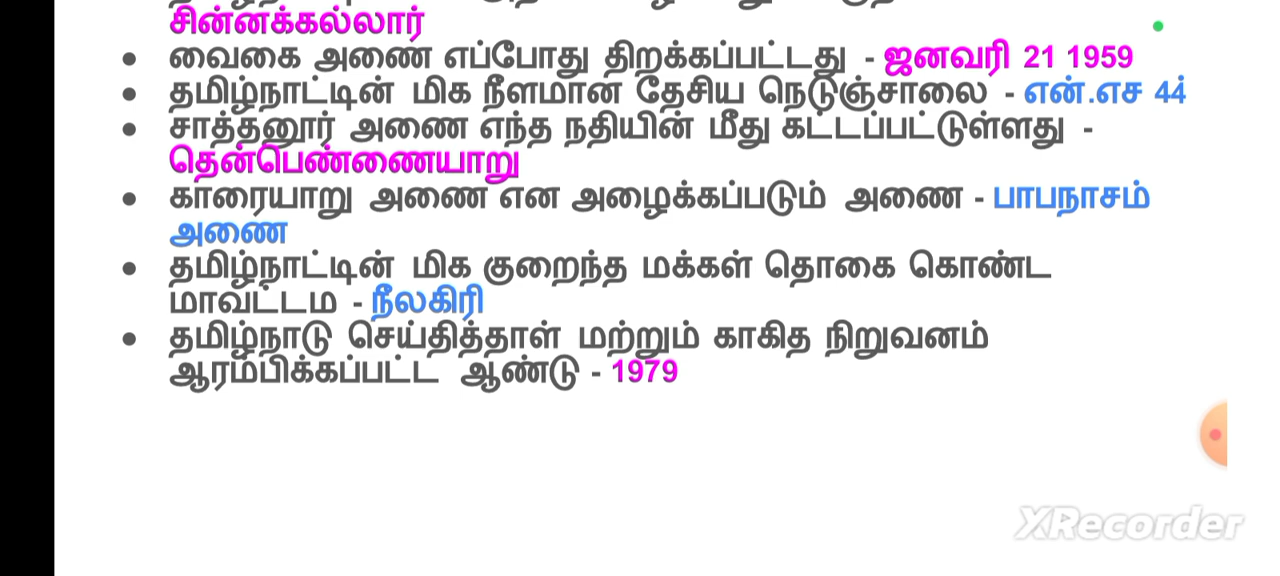 சின்னக்கல்லார்
வைகை அணை எப்போது திறக்கப்பட்டது - ஜனவரி 21 1959
தமிழ்நாட்டின் மிக நீளமான தேசிய நெடுஞ்சாலை - என்.எச் 44
சாத்தனூர் அணை எந்த நதியின் மீது கட்டப்பட்டுள்ளது -
தென்பெண்ணையாறு
காரையாறு அணை என அழைக்கப்படும் அணை - பாபநாசம்
அணை
தமிழ்நாட்டின் மிக குறைந்த மக்கள் தொகை கொண்ட
மாவட்டம் - நீலகிரி
தமிழ்நாடு செய்தித்தாள் மற்றும் காகித நிறுவனம்
ஆரம்பிக்கப்பட்ட ஆண்டு - 1979
XRecorder